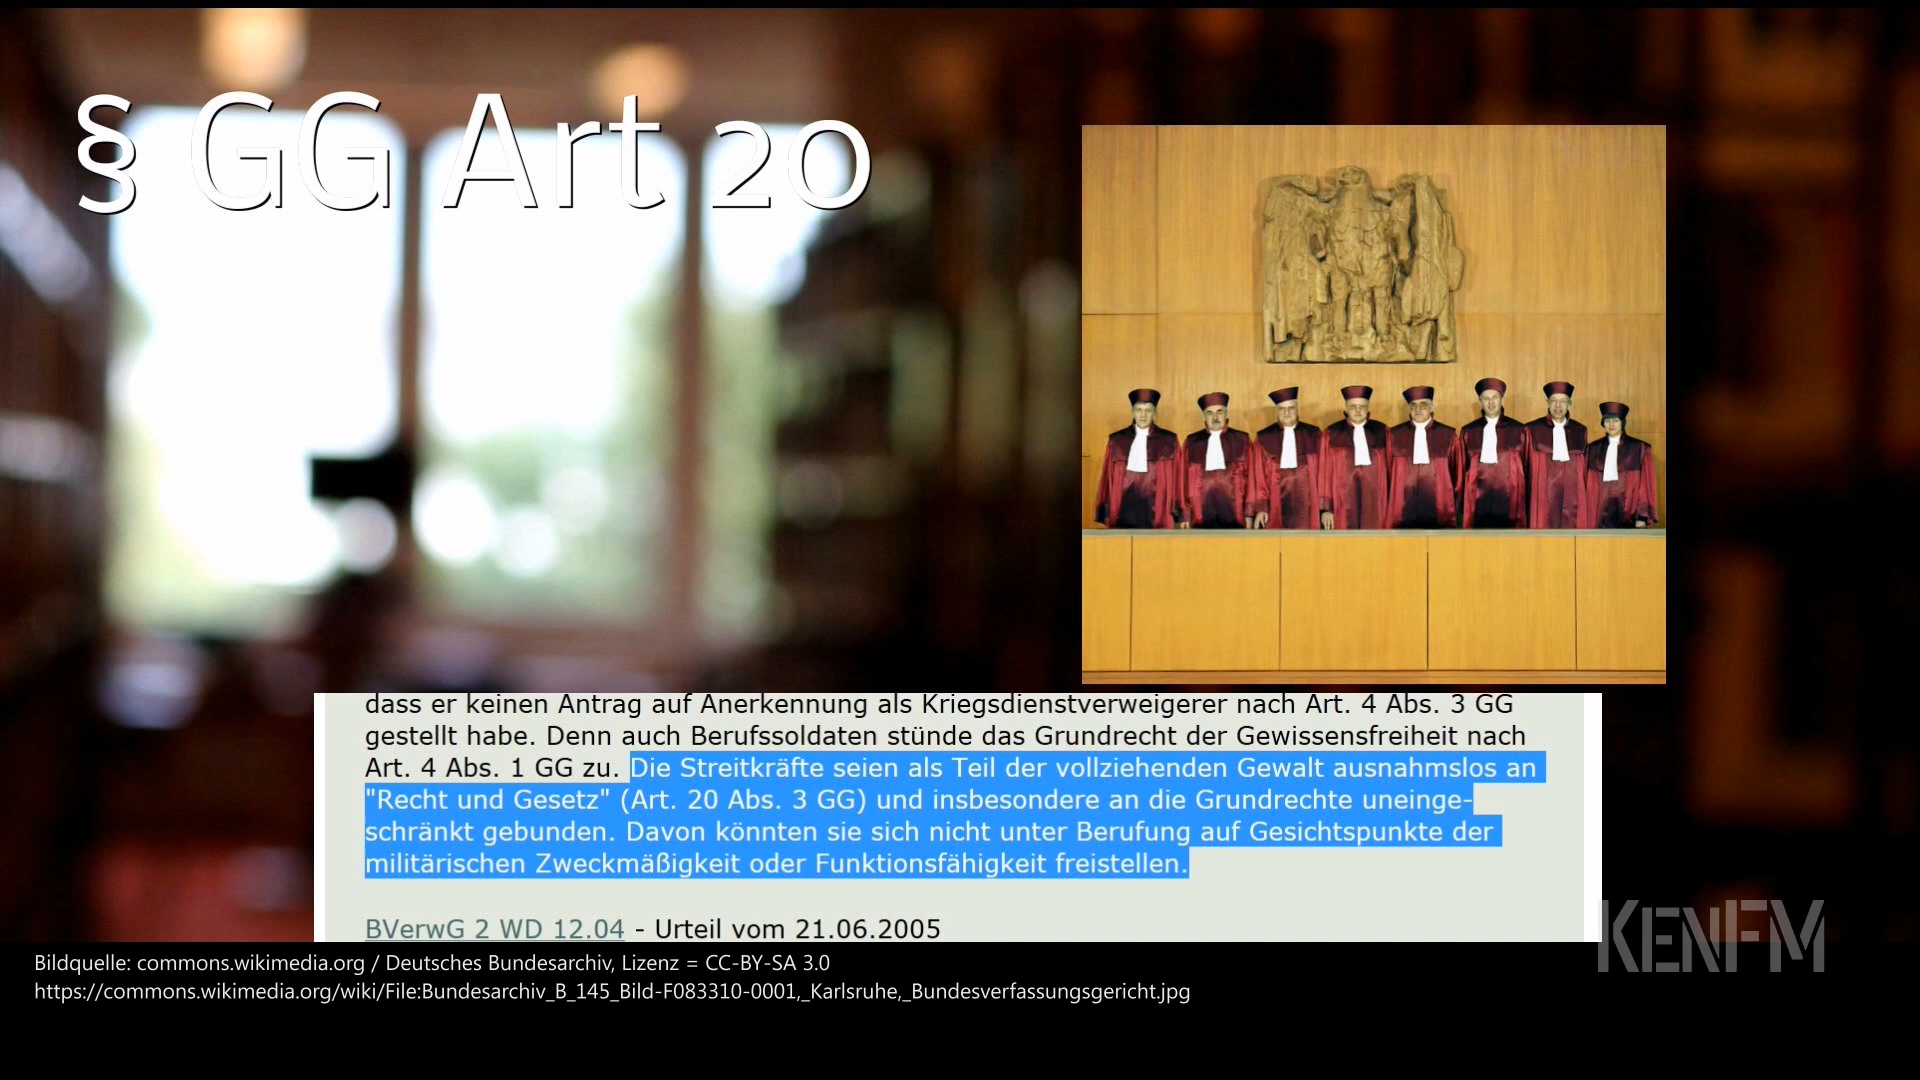 § GG Art 20
dass er keinen Antrag auf Anerkennung als Kriegsdienstverweigerer nach Art. 4 Abs. 3 GG
gestellt habe. Denn auch Berufssoldaten stünde das Grundrecht der Gewissensfreiheit nach
Art. 4 Abs. 1 GG zu. Die Streitkräfte seien als Teil der vollziehenden Gewalt ausnahmslos an
"Recht und Gesetz" (Art. 20 Abs. 3 GG) und insbesondere an die Grundrechte uneinge-
schränkt gebunden. Davon könnten sie sich nicht unter Berufung auf Gesichtspunkte der
militärischen Zweckmäßigkeit oder Funktionsfähigkeit freistellen.
BVerwG 2 WD 12.04 - Urteil vom 21.06.2005
KENFM
Bildquelle: commons.wikimedia.org / Deutsches Bundesarchiv, Lizenz = CC-BY-SA 3.0
https://commons.wikimedia.org/wiki/File:Bundesarchiv_B_145_Bild-F083310-0001,_Karlsruhe,_Bundesverfassungsgericht.jpg